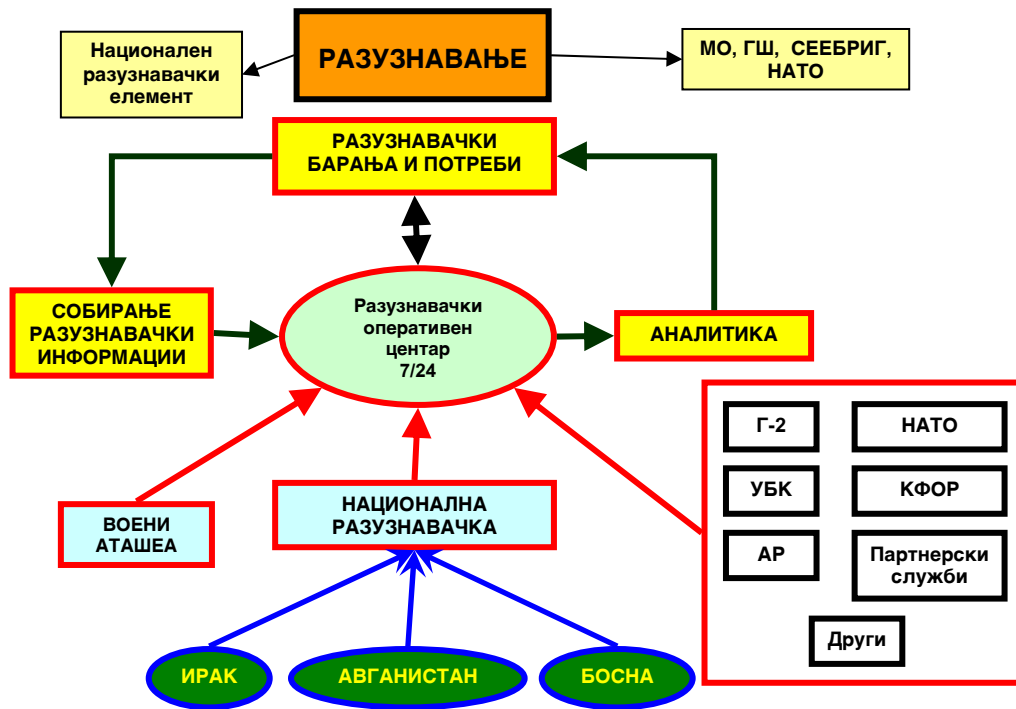 Национален
разузнавачки
елемент
РАЗУЗНАВАЊЕ
МО, ГШ, СЕЕБРИГ,
НАТО
РАЗУЗНАВАЧКИ
БАРАЊА И ПОТРЕБИ
СОБИРАЊЕ
РАЗУЗНАВАЧКИ
ИНФОРМАЦИИ
Разузнавачки
оперативен
центар
7/24
АНАЛИТИКА
ВОЕНИ
АТАШЕА
НАЦИОНАЛНА
РАЗУЗНАВАЧКА
Г-2
НАТО
УБК
КФОР
АР
Партнерски
служби
Други
ИРАК
АВГАНИСТАН
БОСНА